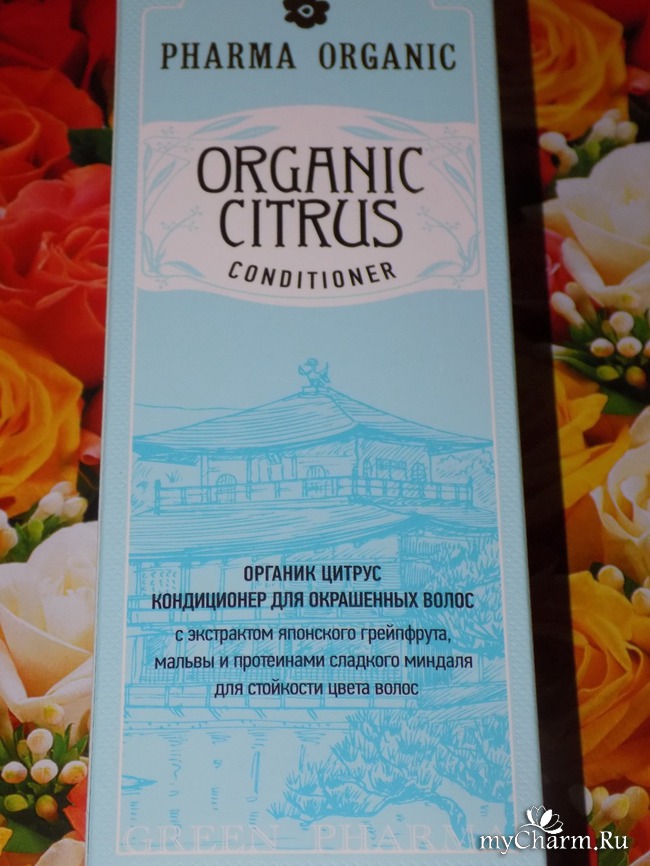 PHARMA ORGANIC
ORGANIC
CITRUS
CONDITIONER
ОРГАНИК ЦИТРУС
КОНДИЦИОНЕР ДЛЯ ОКРАШЕННЫХ ВОЛОС
с экстрактом японского грейпфрута,
мальвы и протеинами сладкого миндаля
для стойкости цвета волос
GREEN PHARMA
myCharm.Ru